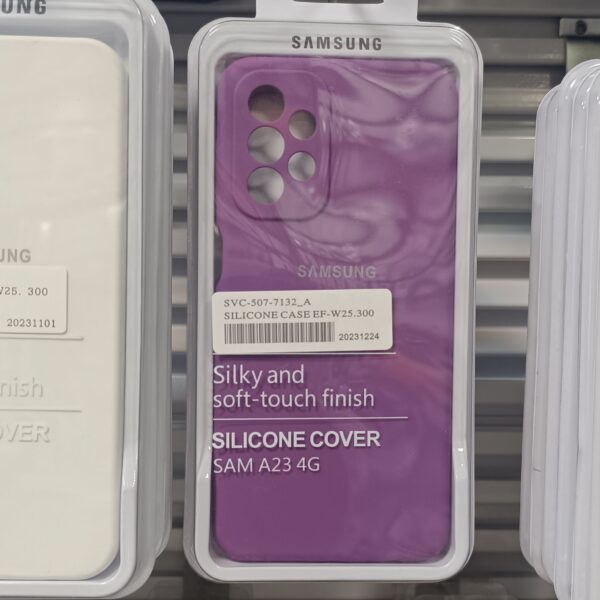 UNG
SAMSUNG
UNG
W25. 300
20231101
nish
OVER
SAMSUNG
SVC-507-7132_A
SILICONE CASE EF-W25.300
20231224
Silky and
soft-touch finish
SILICONE COVER
SAM A23 4G